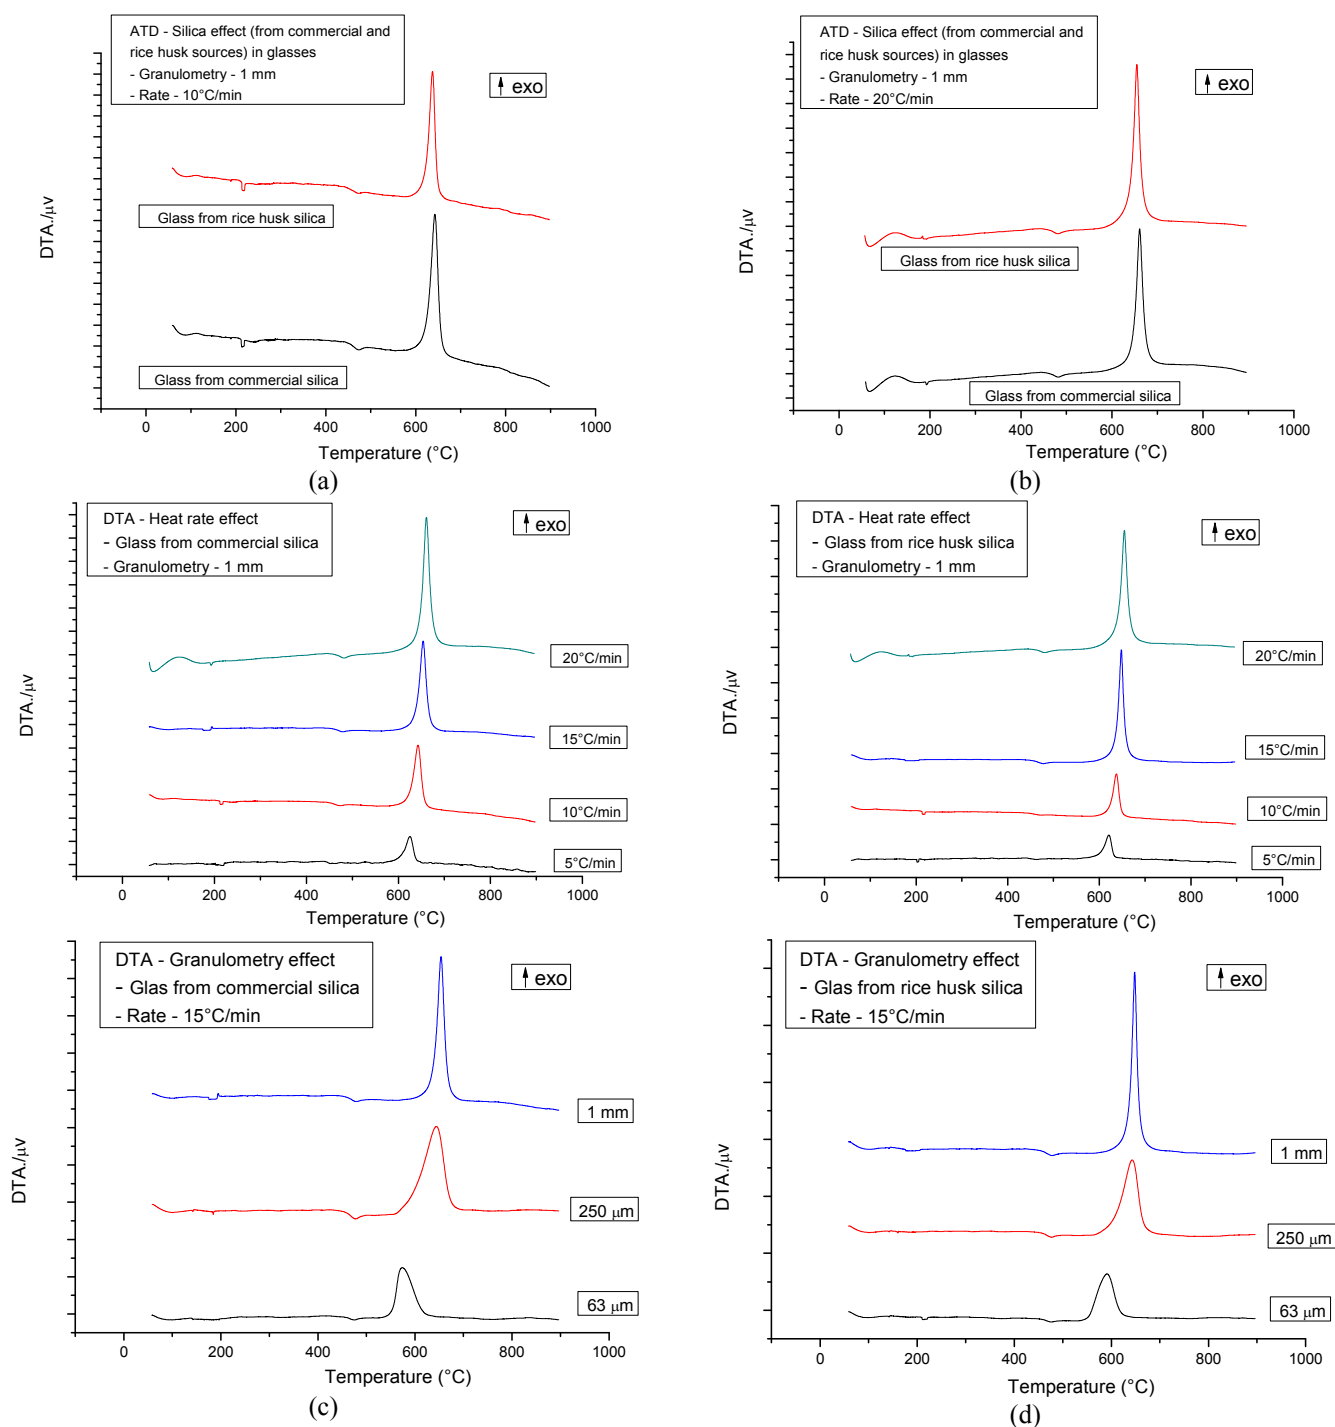 ATD - Silica effect (from commercial and
rice husk sources) in glasses
- Granulometry - 1 mm
- Rate - 10°C/min
exo
DTA./μv
Glass from rice husk silica
Glass from commercial silica
0 200 400 600 800 1000
Temperature (°C)
(a)
ATD - Silica effect (from commercial and
rice husk sources) in glasses
- Granulometry - 1 mm
- Rate - 20°C/min
exo
DTA./μv
Glass from rice husk silica
Glass from commercial silica
0 200 400 600 800 1000
Temperature (°C)
(b)
DTA - Heat rate effect
- Glass from commercial silica
- Granulometry - 1 mm
exo
DTA./μv
20°C/min
15°C/min
10°C/min
5°C/min
0 200 400 600 800 1000
Temperature (°C)
DTA - Heat rate effect
- Glass from rice husk silica
- Granulometry - 1 mm
exo
DTA./μv
20°C/min
15°C/min
10°C/min
5°C/min
0 200 400 600 800 1000
Temperature (°C)
DTA - Granulometry effect
- Glas from commercial silica
- Rate - 15°C/min
exo
DTA./μv
1 mm
250 μm
63 μm
0 200 400 600 800 1000
Temperature (°C)
(c)
DTA - Granulometry effect
- Glas from rice husk silica
- Rate - 15°C/min
exo
DTA./μv
1 mm
250 μm
63 μm
0 200 400 600 800 1000
Temperature (°C)
(d)